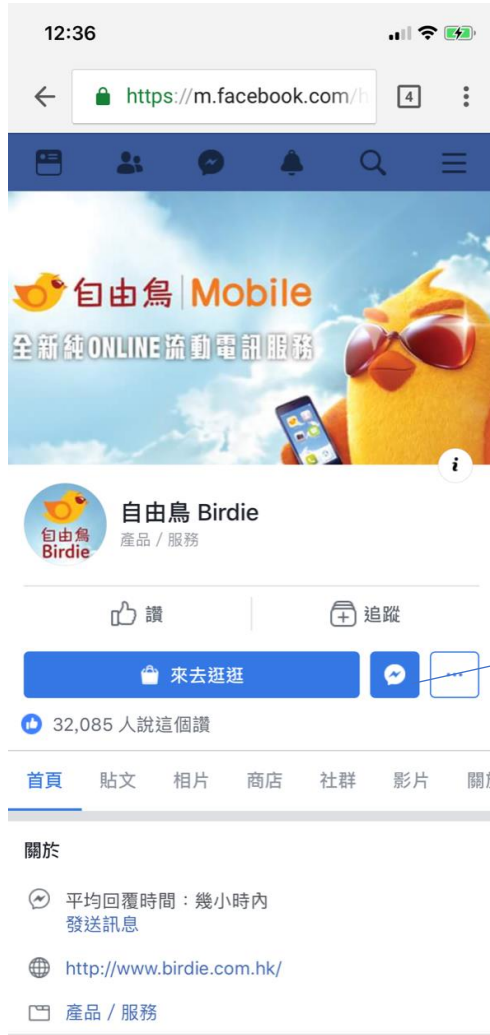 12:36
https://m.facebook.com/h
4
自由鳥 Mobile
全新純ONLINE流動電訊服務
自由鳥 Birdie
產品 / 服務
自由鳥
Birdie
讚
追蹤
來去逛逛
32,085 人說這個讚
首頁 貼文 相片 商店 社群 影片 關於
關於
平均回覆時間：幾小時內
發送訊息
http://www.birdie.com.hk/
產品 / 服務